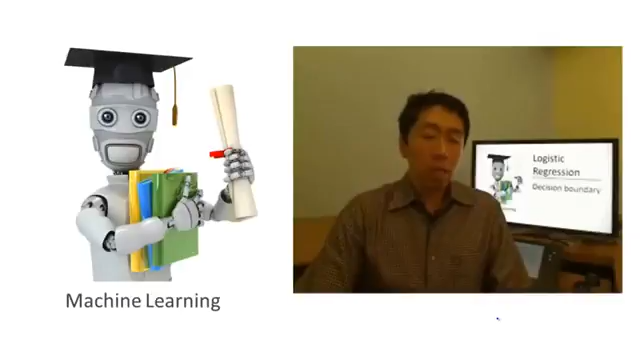 Machine Learning
Logistic
Regression
Decision boundary